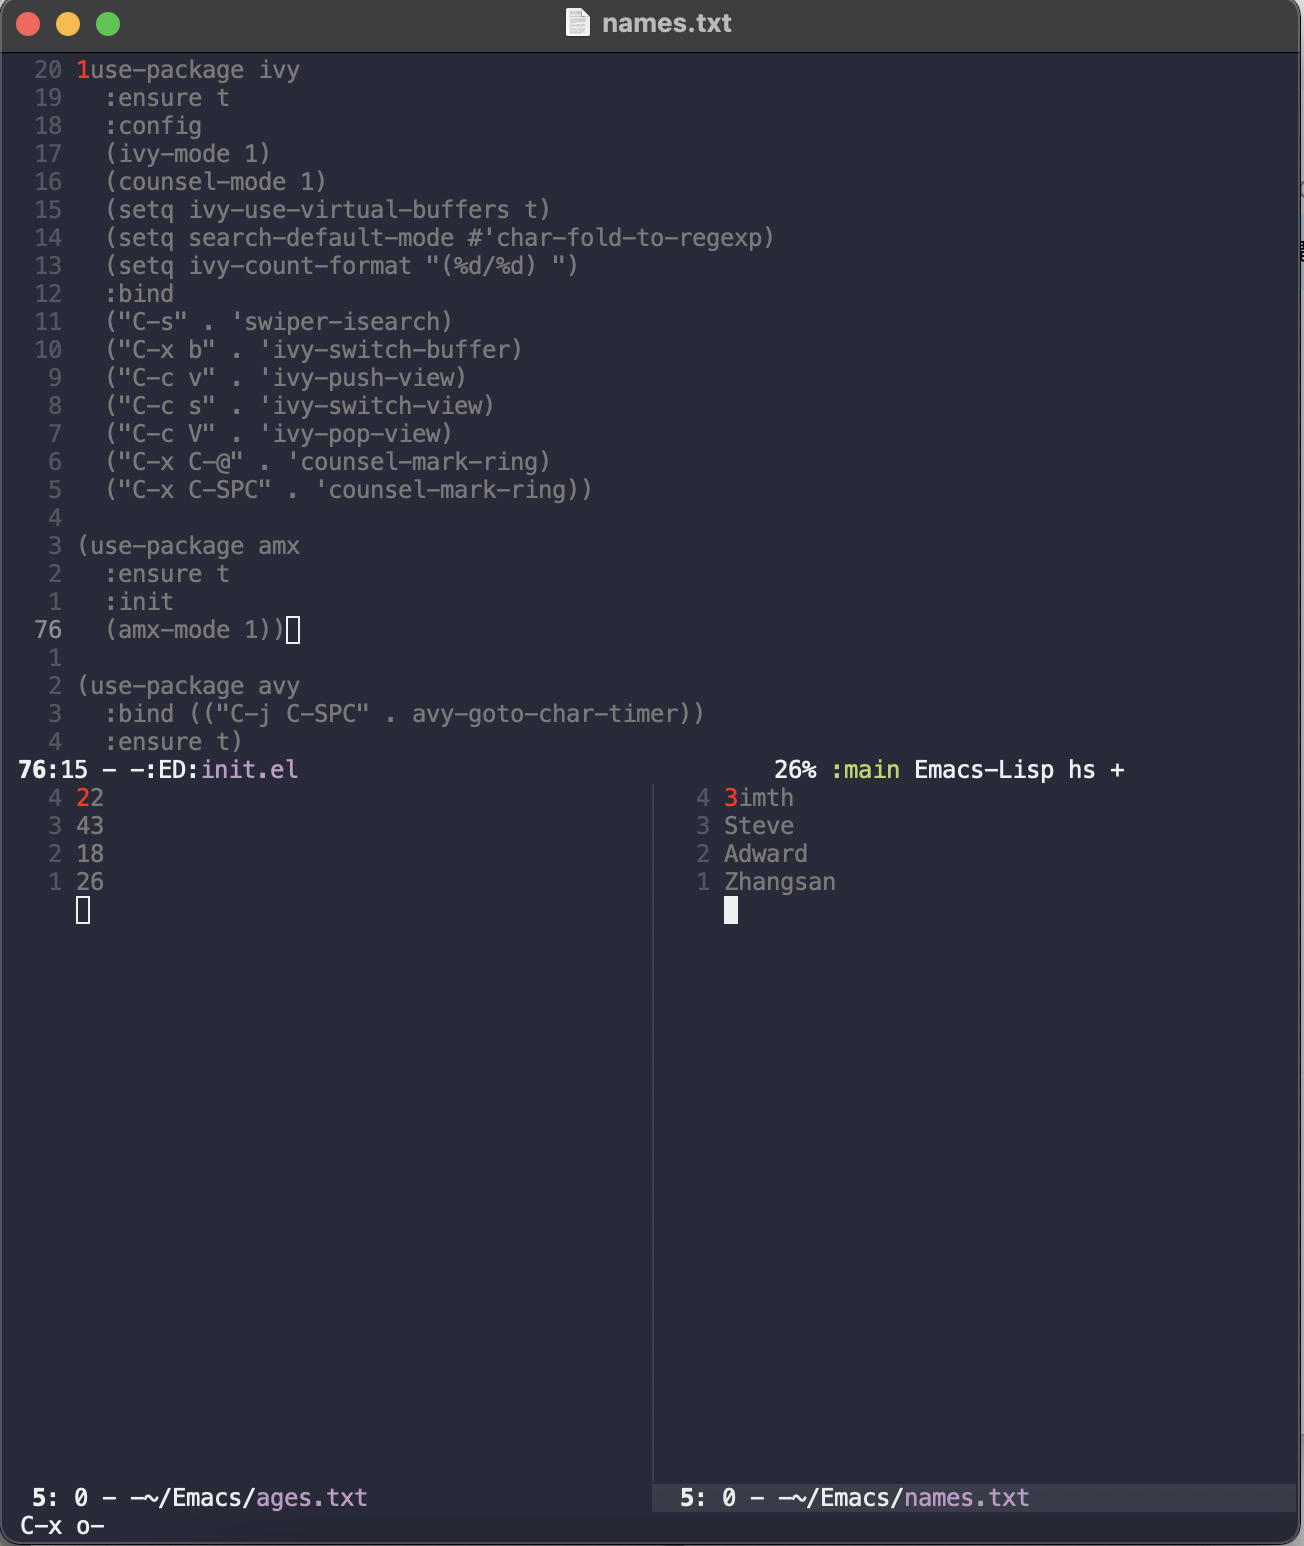 names.txt
20 1use-package ivy
19   :ensure t
18   :config
17   (ivy-mode 1)
16   (counsel-mode 1)
15   (setq ivy-use-virtual-buffers t)
14   (setq search-default-mode #'char-fold-to-regexp)
13   (setq ivy-count-format "(%d/%d) ")
12   :bind
11   ("C-s" . 'swiper-isearch)
10   ("C-x b" . 'ivy-switch-buffer)
9   ("C-c v" . 'ivy-push-view)
8   ("C-c s" . 'ivy-switch-view)
7   ("C-c V" . 'ivy-pop-view)
6   ("C-x C-@" . 'counsel-mark-ring)
5   ("C-x C-SPC" . 'counsel-mark-ring))
4
3 (use-package amx
2   :ensure t
1   :init
76   (amx-mode 1))
1
2 (use-package avy
3   :bind (("C-j C-SPC" . avy-goto-char-timer))
4   :ensure t)
76:15 - -:ED:init.el 26% :main Emacs-Lisp hs +
4 22
3 43
2 18
1 26
5: 0 - -~/Emacs/ages.txt
4 3imth
3 Steve
2 Adward
1 Zhangsan
5: 0 - -~/Emacs/names.txt
C-x o-